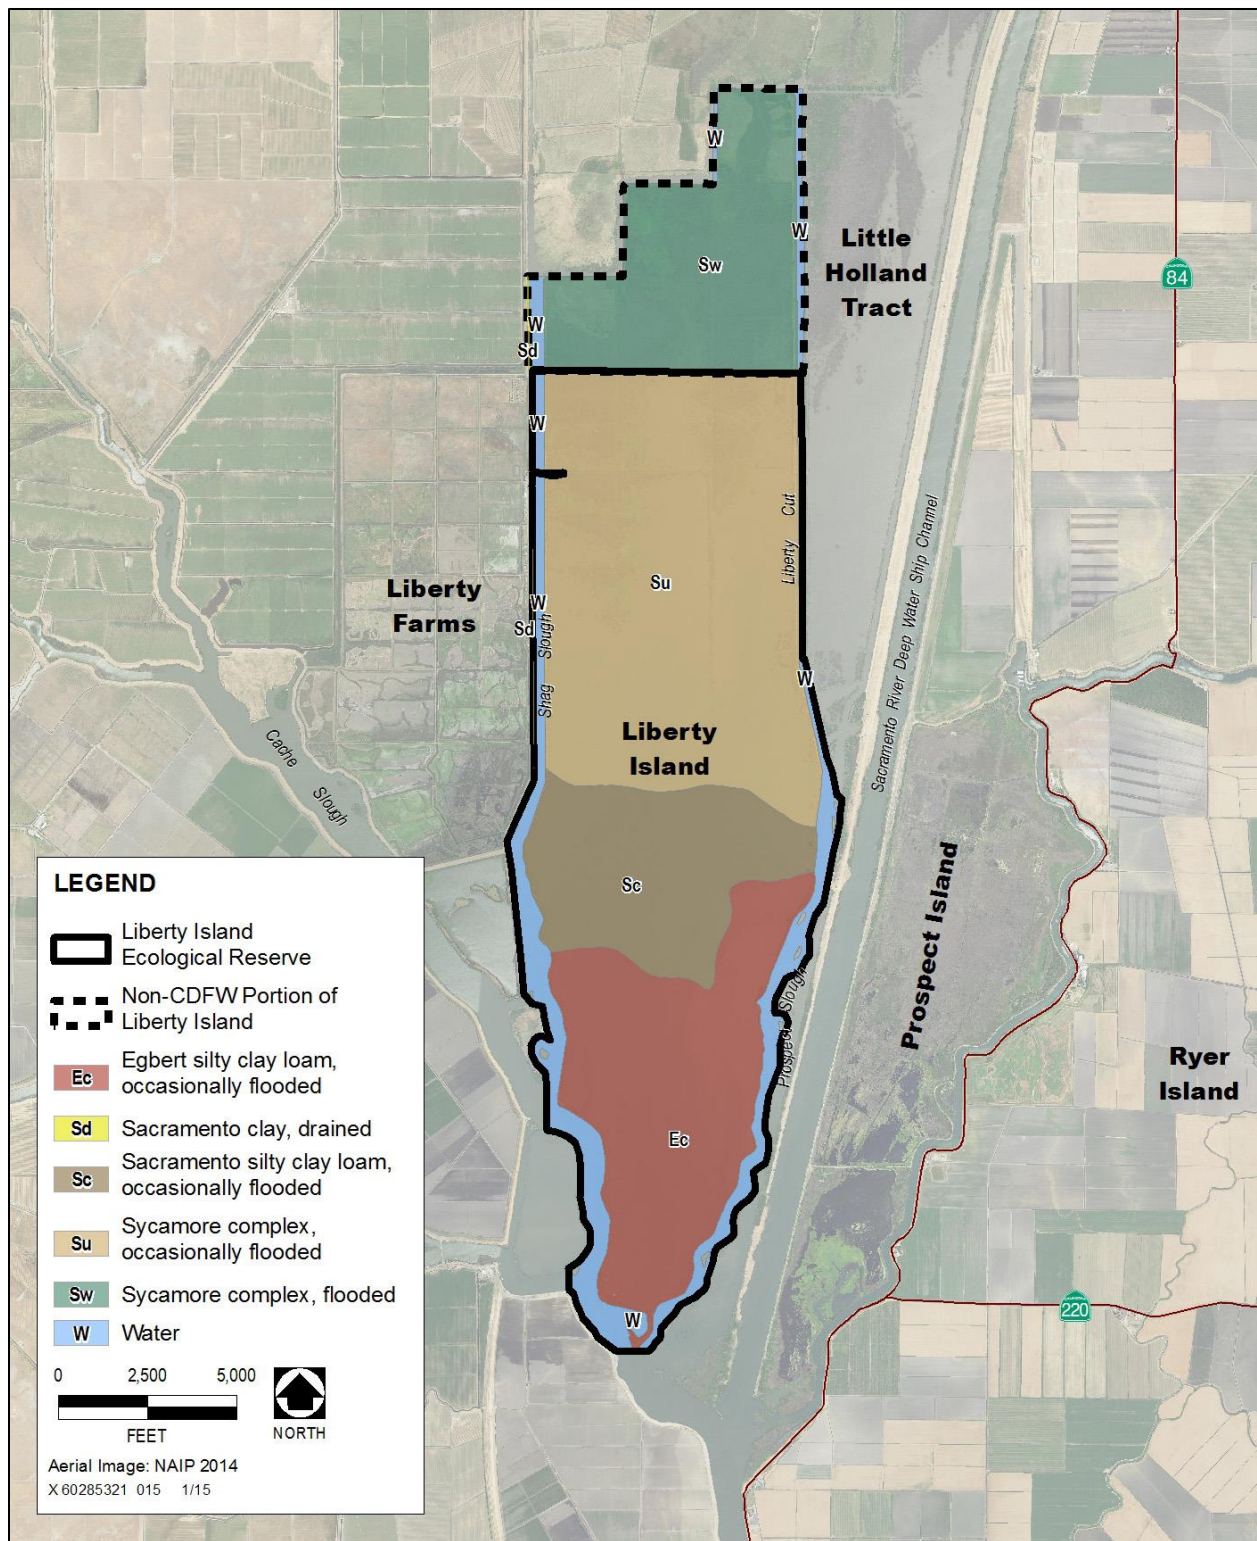 W
W
Little
Holland
Tract
Sw
CALIFORNIA
84
W
Sd
W
Liberty Cut
Sacramento River Deep Water Ship Channel
Su
Liberty
Farms
W
Sd
Shag Slough
W
Liberty
Island
Cache Slough
Sc
Prospect Island
Prospect Slough
Ryer
Island
Ec
CALIFORNIA
220
W
LEGEND
Liberty Island
Ecological Reserve
Non-CDFW Portion of
Liberty Island
Ec Egbert silty clay loam,
occasionally flooded
Sd Sacramento clay, drained
Sc Sacramento silty clay loam,
occasionally flooded
Su Sycamore complex,
occasionally flooded
Sw Sycamore complex, flooded
W Water
0 2,500 5,000
FEET
NORTH
Aerial Image: NAIP 2014
X 60285321 015 1/15